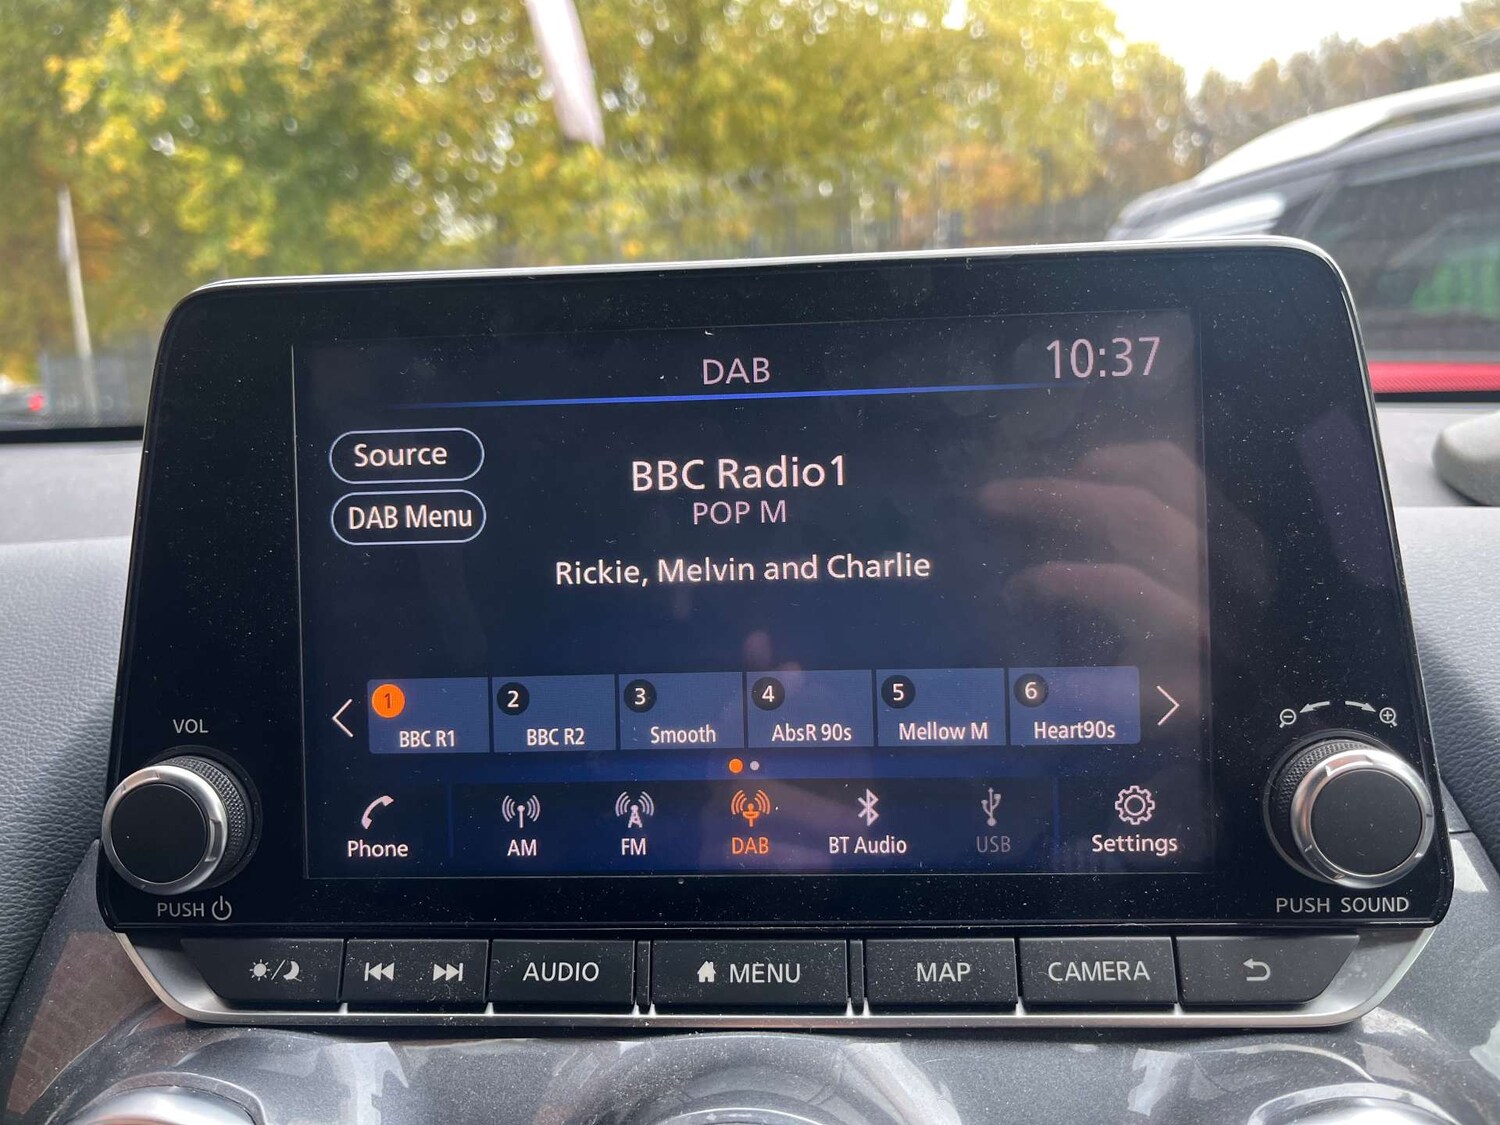 DAB
10:37
Source
DAB Menu
BBC Radio1
POP M
Rickie, Melvin and Charlie
1
BBC R1
2
BBC R2
3
Smooth
4
AbsR 90s
5
Mellow M
6
Heart90s
Phone
AM
FM
DAB
BT Audio
USB
Settings
VOL
PUSH
PUSH SOUND
AUDIO
MENU
MAP
CAMERA